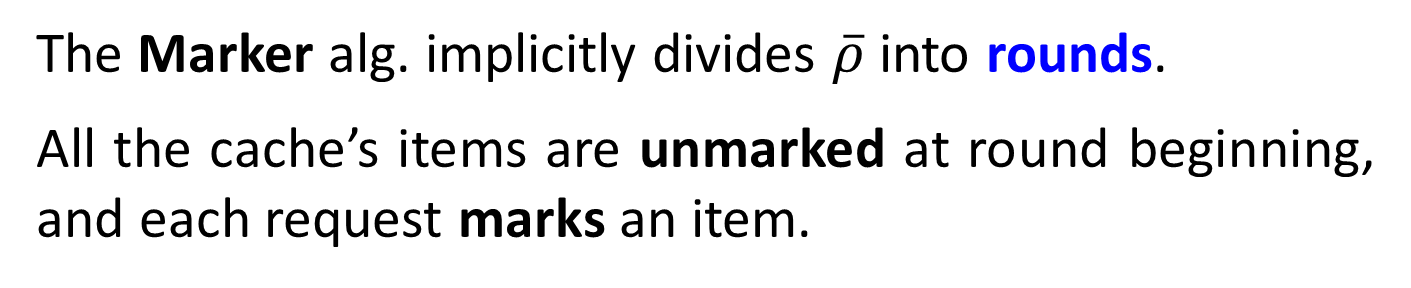 The Marker alg. implicitly divides ρ̄ into rounds.
All the cache’s items are unmarked at round beginning,
and each request marks an item.